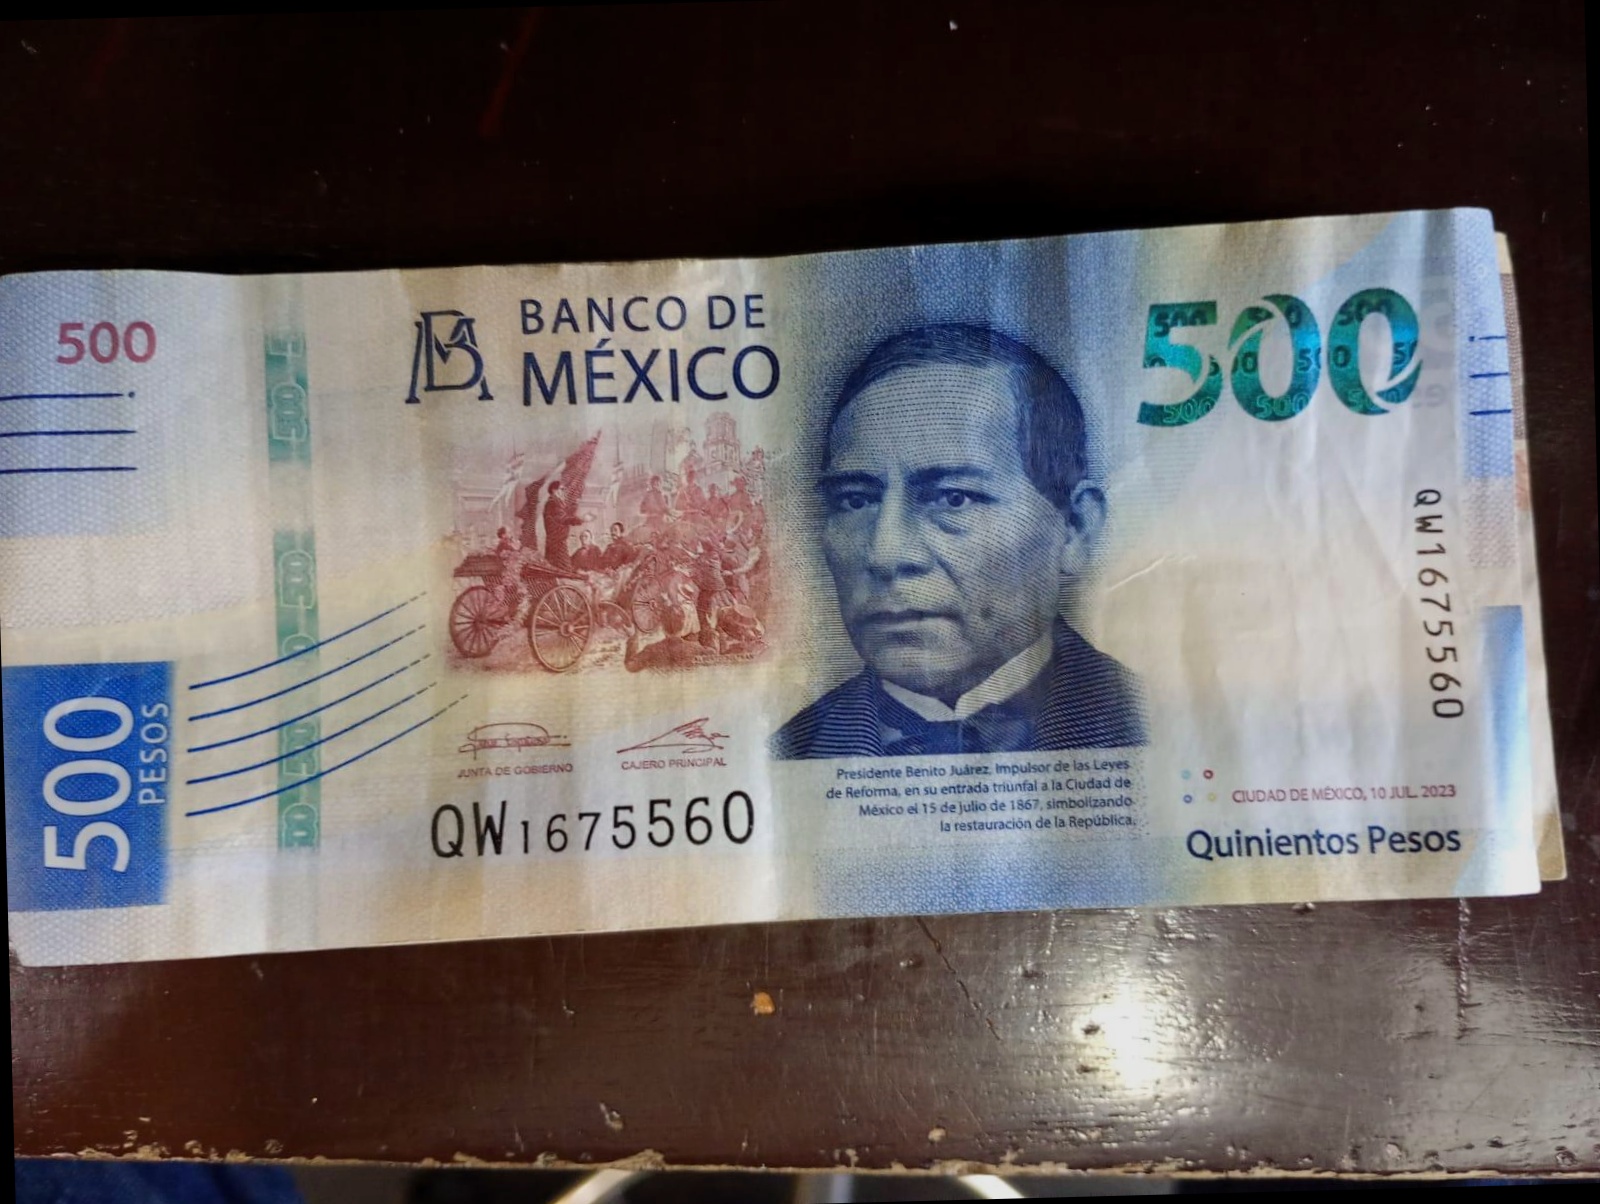 500
BANCO DE
MÉXICO
500
QW1675560
500
PESOS
JUNTA DE GOBIERNO
CAJERO PRINCIPAL
QW1675560
Presidente Benito Juárez, Impulsor de las Leyes
de Reforma, en su entrada triunfal a la Ciudad de
México el 15 de julio de 1867, simbolizando
la restauración de la República.
CIUDAD DE MÉXICO, 10 JUL. 2023
Quinientos Pesos